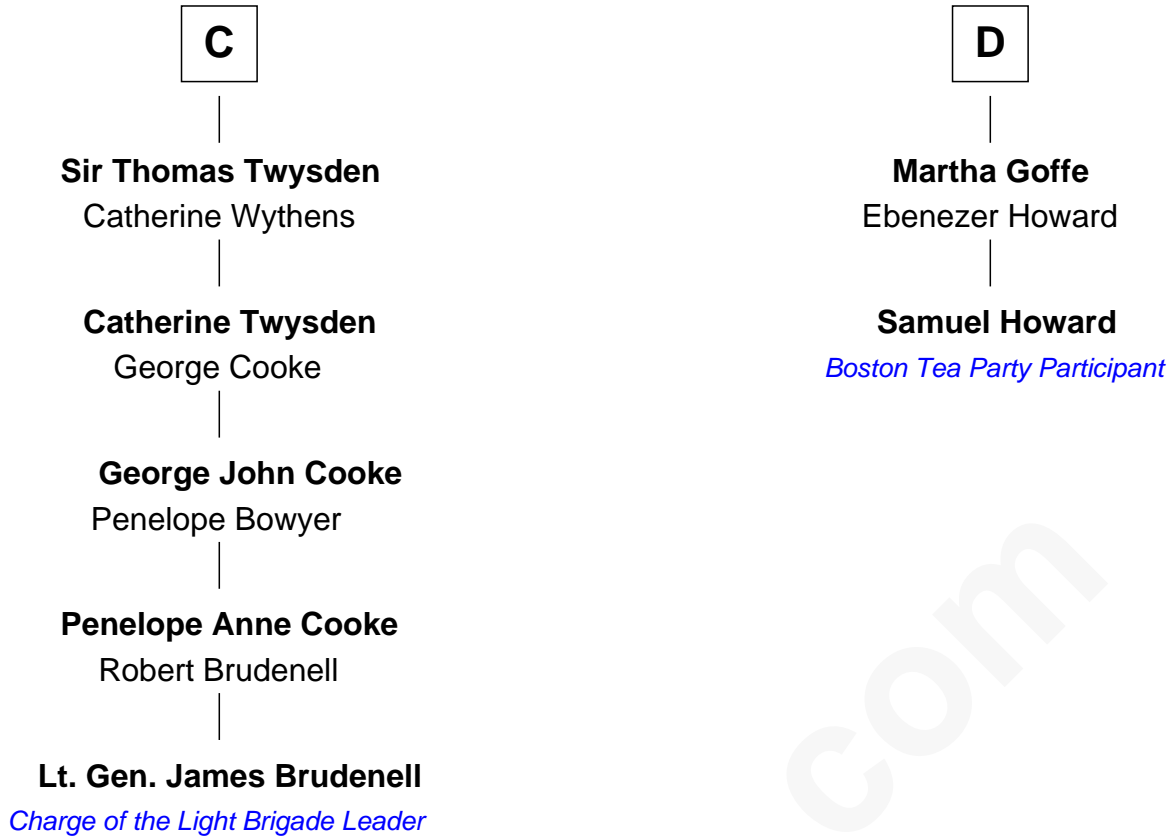 C
Sir Thomas Twysden
Catherine Wythens
Catherine Twysden
George Cooke
George John Cooke
Penelope Bowyer
Penelope Anne Cooke
Robert Brudenell
Lt. Gen. James Brudenell
Charge of the Light Brigade Leader
D
Martha Goffe
Ebenezer Howard
Samuel Howard
Boston Tea Party Participant
com